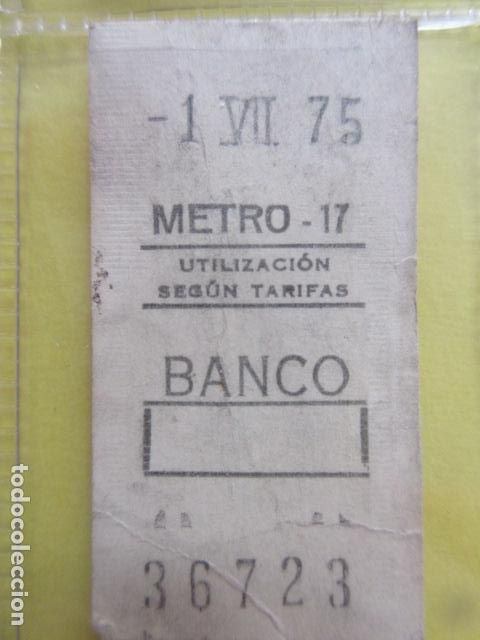 -1 VII 75
METRO - 17
UTILIZACIÓN
SEGÚN TARIFAS
BANCO
36723
todocoleccion